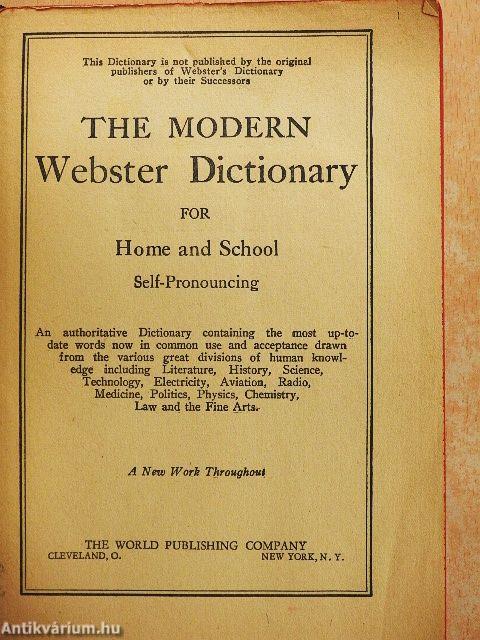 This Dictionary is not published by the original
publishers of Webster's Dictionary
or by their Successors
THE MODERN
Webster Dictionary
FOR
Home and School
Self-Pronouncing
An authoritative Dictionary containing the most up-to-
date words now in common use and acceptance drawn
from the various great divisions of human knowl-
edge including Literature, History, Science,
Technology, Electricity, Aviation, Radio,
Medicine, Politics, Physics, Chemistry,
Law and the Fine Arts.
A New Work Throughout
THE WORLD PUBLISHING COMPANY
CLEVELAND, O. NEW YORK, N. Y.
Antikvárium.hu